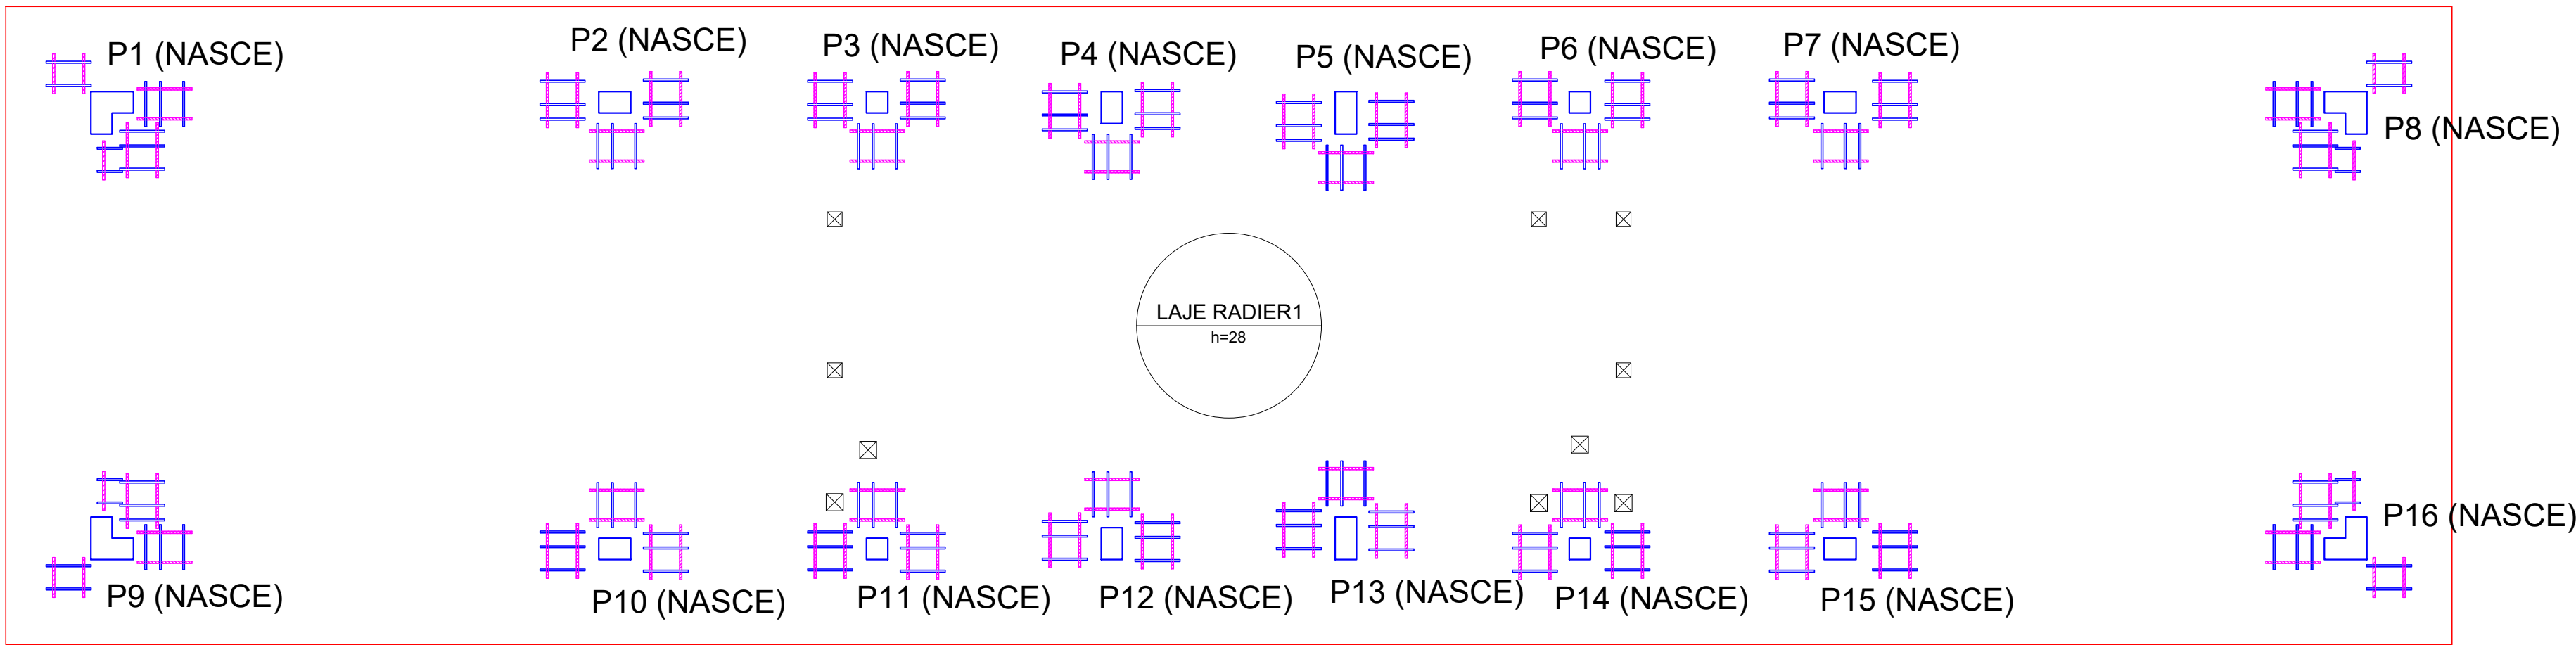 P1 (NASCE)
P2 (NASCE)
P3 (NASCE)
P4 (NASCE)
P5 (NASCE)
P6 (NASCE)
P7 (NASCE)
P8 (NASCE)
LAJE RADIER1
h=28
P9 (NASCE)
P10 (NASCE)
P11 (NASCE)
P12 (NASCE)
P13 (NASCE)
P14 (NASCE)
P15 (NASCE)
P16 (NASCE)